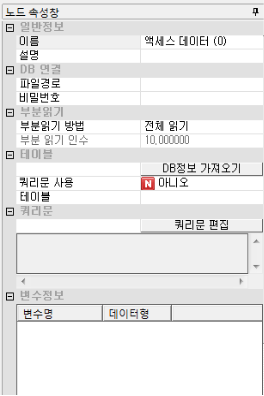 노드 속성창
일반정보
이름 액세스 데이터 (0)
설명
DB 연결
파일경로
비밀번호
부분읽기
부분읽기 방법 전체 읽기
부분 읽기 인수 10,000000
테이블
DB정보 가져오기
쿼리문 사용 N 아니오
테이블
쿼리문
쿼리문 편집
변수정보
변수명 데이터형